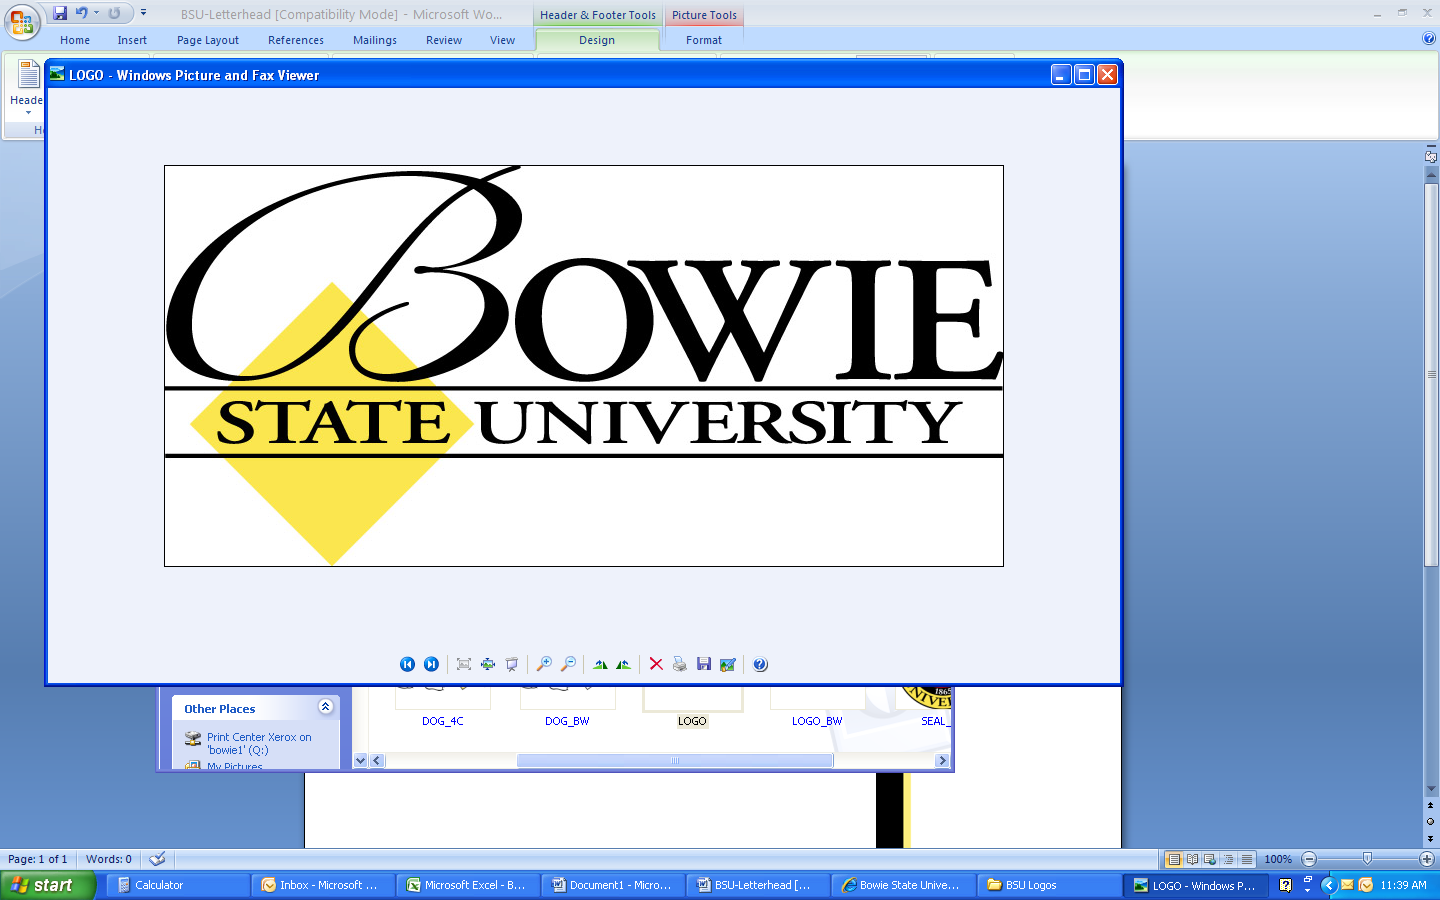 BSU-Letterhead [Compatibility Mode] - Microsoft Wo...
Header & Footer Tools
Picture Tools
Home
Insert
Page Layout
References
Mailings
Review
View
Design
Format
LOGO - Windows Picture and Fax Viewer
Heade
BOWIE
STATE UNIVERSITY
Other Places
Print Center Xerox on
'bowie1' (Q:)
My Pictures
DOG_4C
DOG_BW
LOGO
LOGO_BW
SEAL_
1865
Page: 1 of 1
Words: 0
100%
start
Calculator
Inbox - Microsoft ...
Microsoft Excel - B...
Document1 - Micro...
BSU-Letterhead [...
Bowie State Unive...
BSU Logos
LOGO - Windows P...
11:39 AM